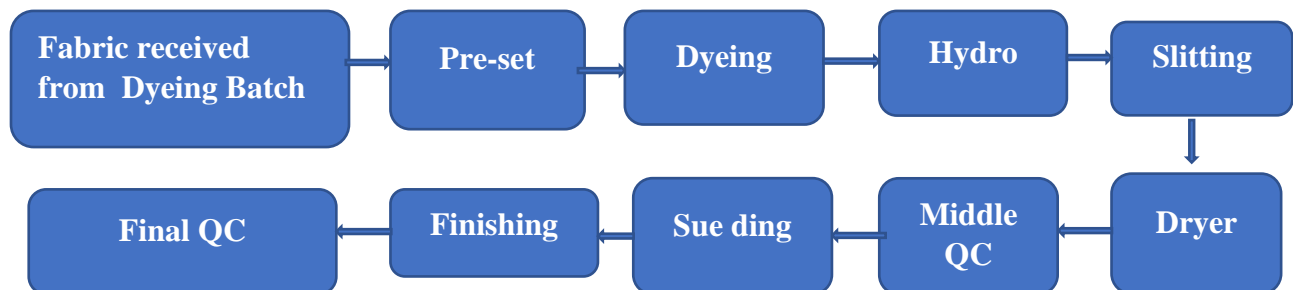 Fabric received
from Dyeing Batch
Pre-set
Dyeing
Hydro
Slitting
Dryer
Middle
QC
Sue ding
Finishing
Final QC